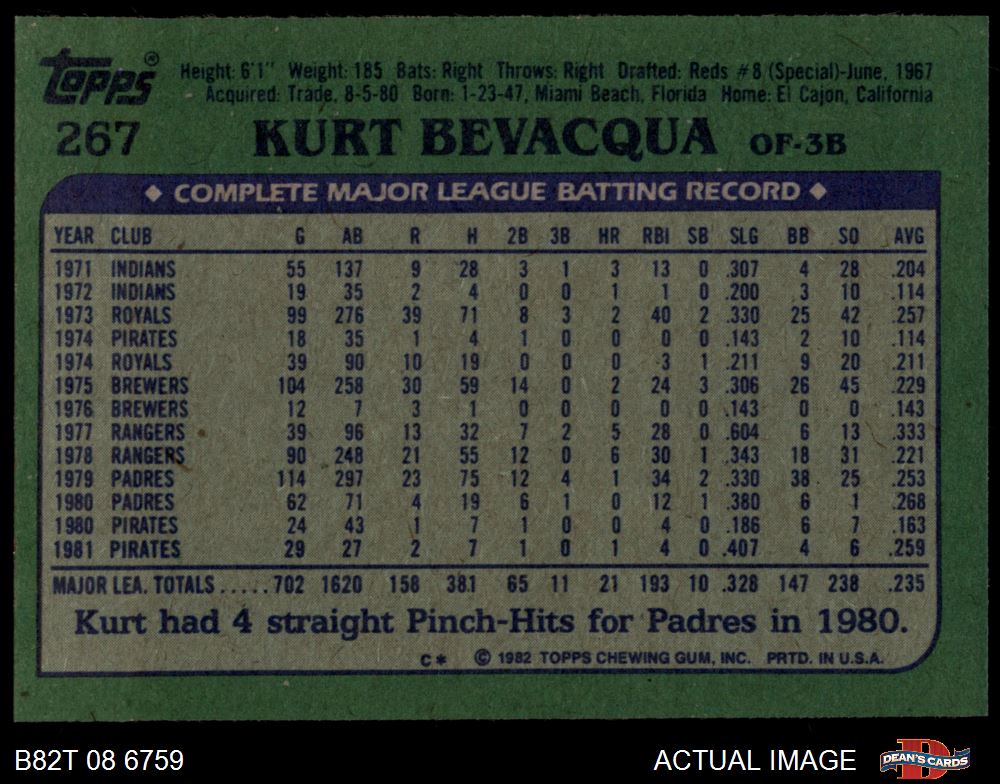 Topps®
Height: 6'1" Weight: 185 Bats: Right Throws: Right Drafted: Reds #8 (Special)-June, 1967
Acquired: Trade, 8-5-80 Born: 1-23-47, Miami Beach, Florida Home: El Cajon, California
267 KURT BEVACQUA OF-3B
◆ COMPLETE MAJOR LEAGUE BATTING RECORD ◆
YEAR CLUB G AB R H 2B 3B HR RBI SB SLG BB SO AVG
1971 INDIANS 55 137 9 28 3 1 3 13 0 .307 4 28 .204
1972 INDIANS 19 35 2 4 0 0 1 1 0 .200 3 10 .114
1973 ROYALS 99 276 39 71 8 3 2 40 2 .330 25 42 .257
1974 PIRATES 18 35 1 4 1 0 0 0 0 .143 2 10 .114
1974 ROYALS 39 90 10 19 0 0 0 3 1 .211 9 20 .211
1975 BREWERS 104 258 30 59 14 0 2 24 3 .306 26 45 .229
1976 BREWERS 12 7 3 1 0 0 0 0 0 .143 0 0 .143
1977 RANGERS 39 96 13 32 7 2 5 28 0 .604 6 13 .333
1978 RANGERS 90 248 21 55 12 0 6 30 1 .343 18 31 .221
1979 PADRES 114 297 23 75 12 4 1 34 2 .330 38 25 .253
1980 PADRES 62 71 4 19 6 1 0 12 1 .380 6 1 .268
1980 PIRATES 24 43 1 7 1 0 0 4 0 .186 6 7 .163
1981 PIRATES 29 27 2 7 1 0 1 4 0 .407 4 6 .259
MAJOR LEA. TOTALS.....702 1620 158 381 65 11 21 193 10 .328 147 238 .235
Kurt had 4 straight Pinch-Hits for Padres in 1980.
C* © 1982 TOPPS CHEWING GUM, INC. PRTD. IN U.S.A.
B82T 08 6759 ACTUAL IMAGE D DEAN'S CARDS